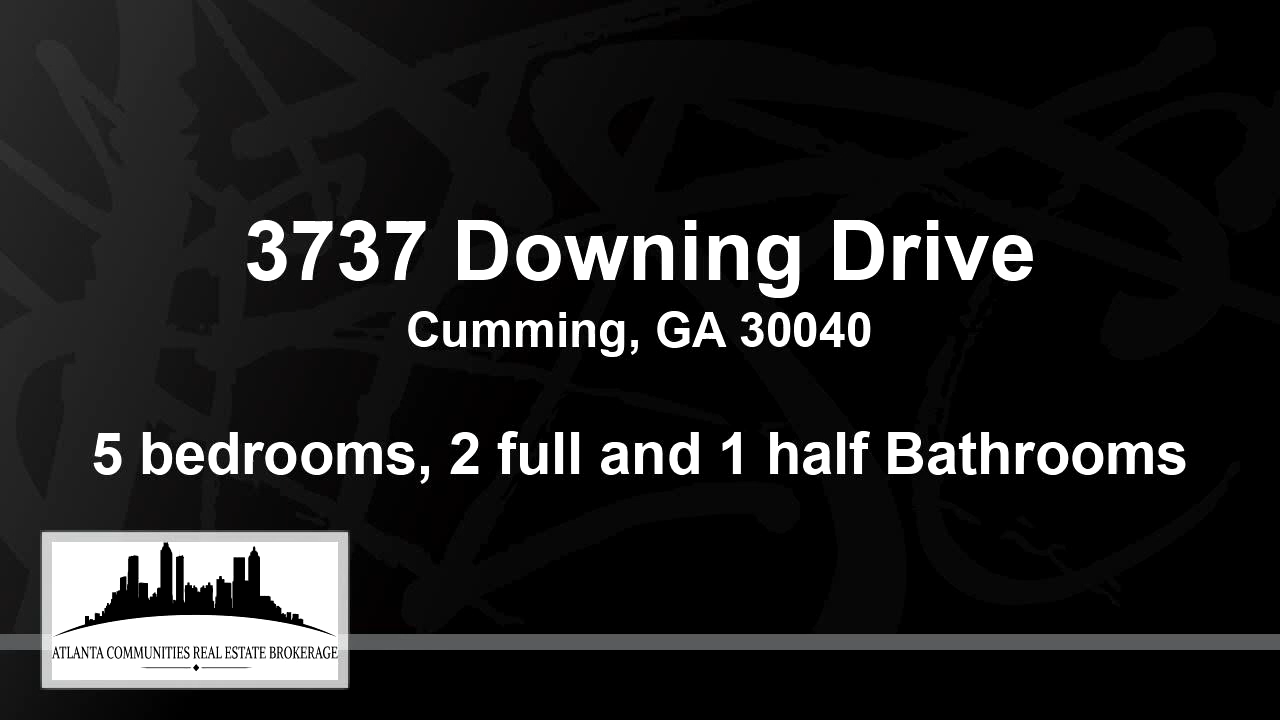 3737 Downing Drive
Cumming, GA 30040
5 bedrooms, 2 full and 1 half Bathrooms
ATLANTA COMMUNITIES REAL ESTATE BROKERAGE